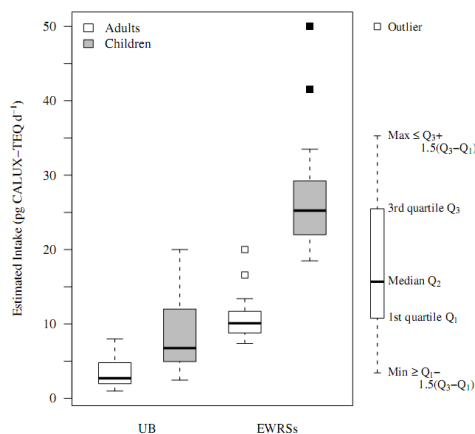 Estimated Intake (pg CALUX−TEQ d⁻¹)
50
40
30
20
10
0
Adults
Children
UB
EWRSs
Outlier
Max ≤ Q₃+
1.5(Q₃−Q₁)
3rd quartile Q₃
Median Q₂
1st quartile Q₁
Min ≥ Q₁−
1.5(Q₃−Q₁)